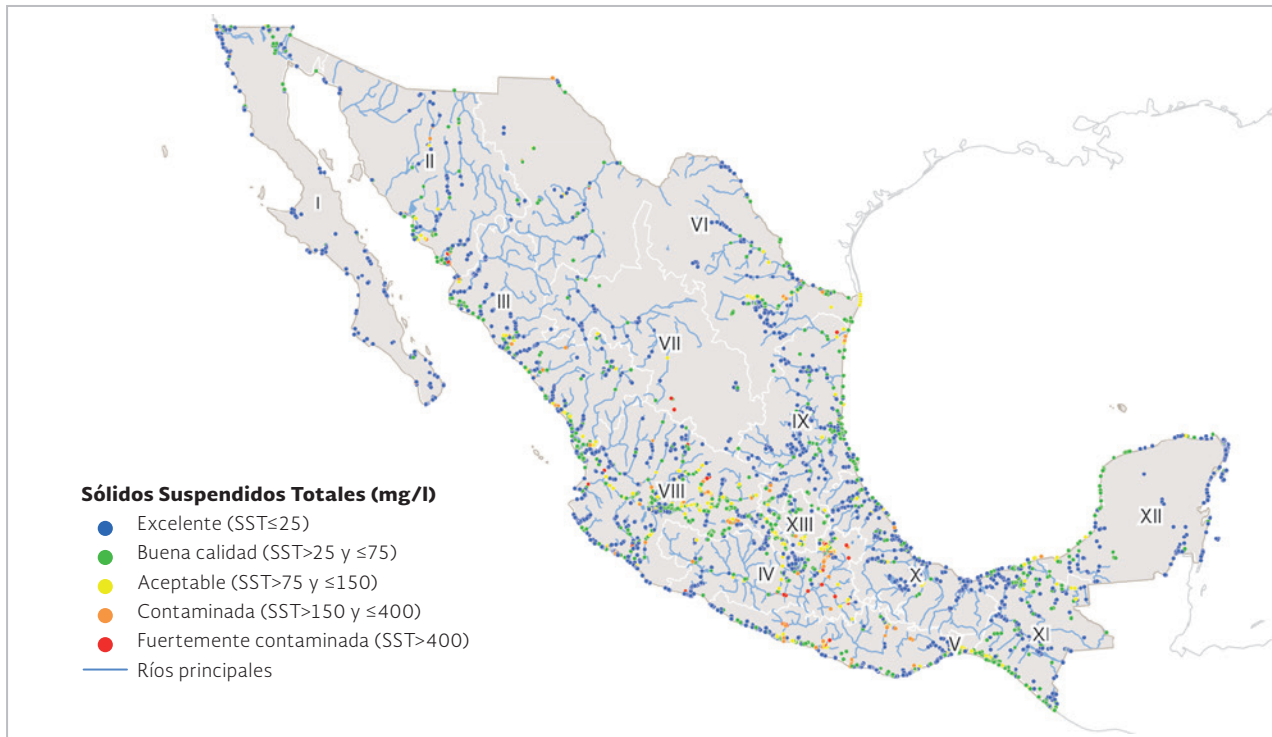 II
I
VI
III
VII
IX
Sólidos Suspendidos Totales (mg/l)
Excelente (SST≤25)
Buena calidad (SST>25 y ≤75)
Aceptable (SST>75 y ≤150)
Contaminada (SST>150 y ≤400)
Fuertemente contaminada (SST>400)
Ríos principales
VIII
XIII
XII
IV
X
V
XI